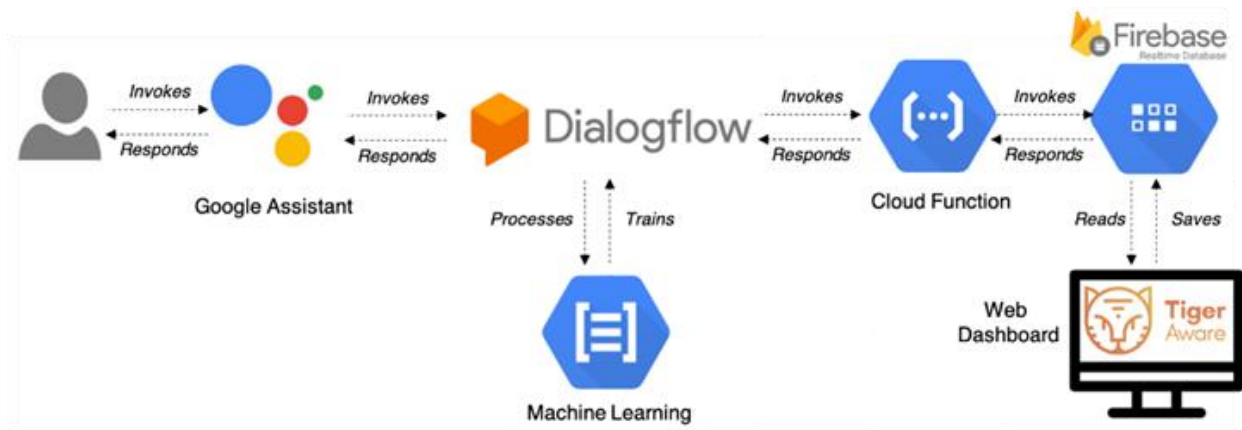 Firebase
Realtime Database
Invokes
Responds
Google Assistant
Invokes
Responds
Dialogflow
Invokes
Responds
Cloud Function
Invokes
Responds
Processes
Trains
Reads
Saves
Machine Learning
Web
Dashboard
Tiger
Aware